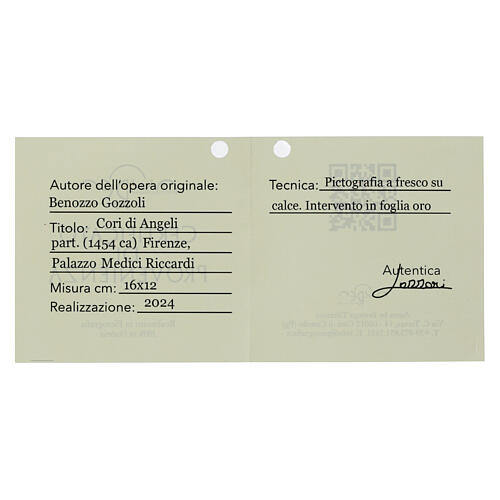 Autore dell'opera originale:
Benozzo Gozzoli
Titolo: Cori di Angeli
part. (1454 ca) Firenze,
Palazzo Medici Riccardi
Misura cm: 16x12
Realizzazione: 2024
Tecnica: Pictografia a fresco su
calce. Intervento in foglia oro
Autentica